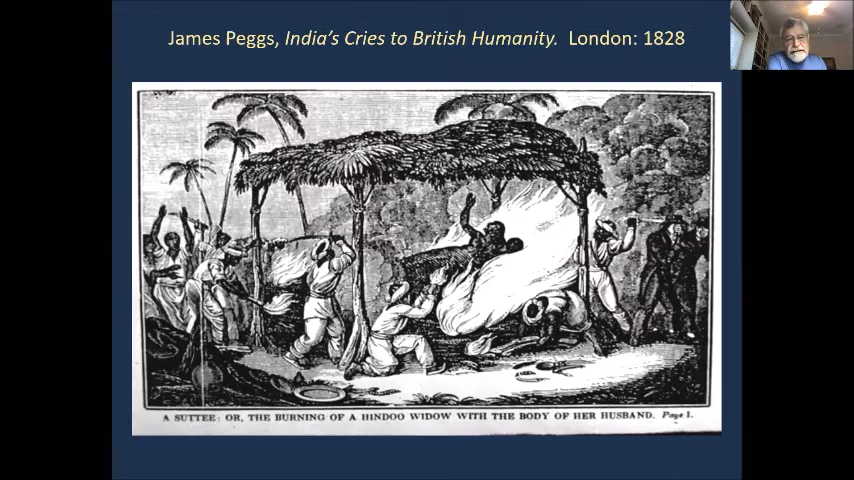 James Peggs, India's Cries to British Humanity. London: 1828
A SUTTEE: OR, THE BURNING OF A HINDOO WIDOW WITH THE BODY OF HER HUSBAND. Page 1.